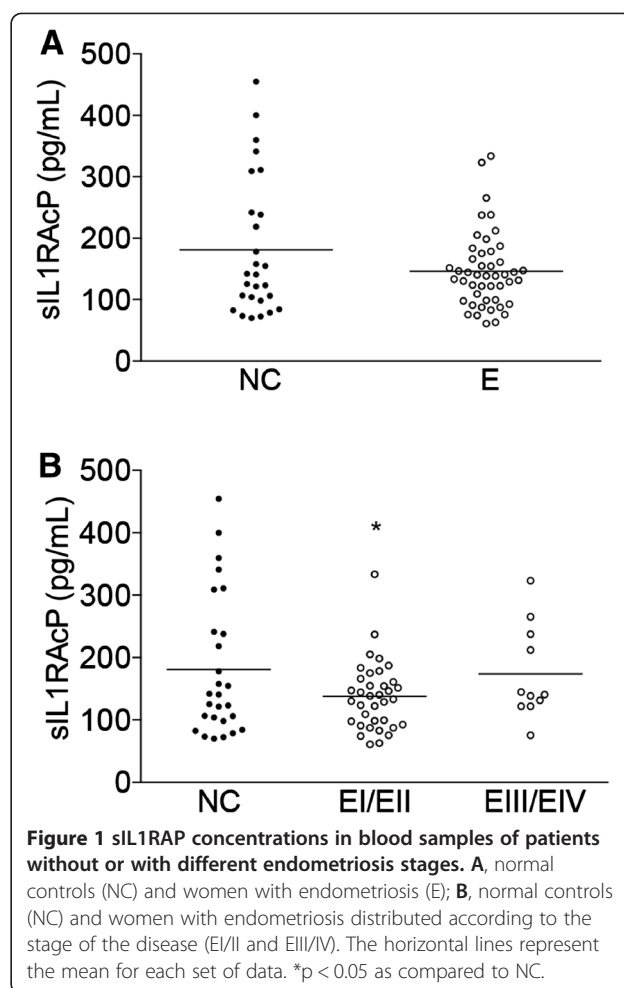 A
500
400
300
200
100
0
sIL1RAcP (pg/mL)
NC E
B
500
400
300
200
100
0
sIL1RAcP (pg/mL)
*
NC EI/EII EIII/EIV
Figure 1 sIL1RAP concentrations in blood samples of patients
without or with different endometriosis stages. A, normal
controls (NC) and women with endometriosis (E); B, normal controls
(NC) and women with endometriosis distributed according to the
stage of the disease (EI/II and EIII/IV). The horizontal lines represent
the mean for each set of data. *p < 0.05 as compared to NC.